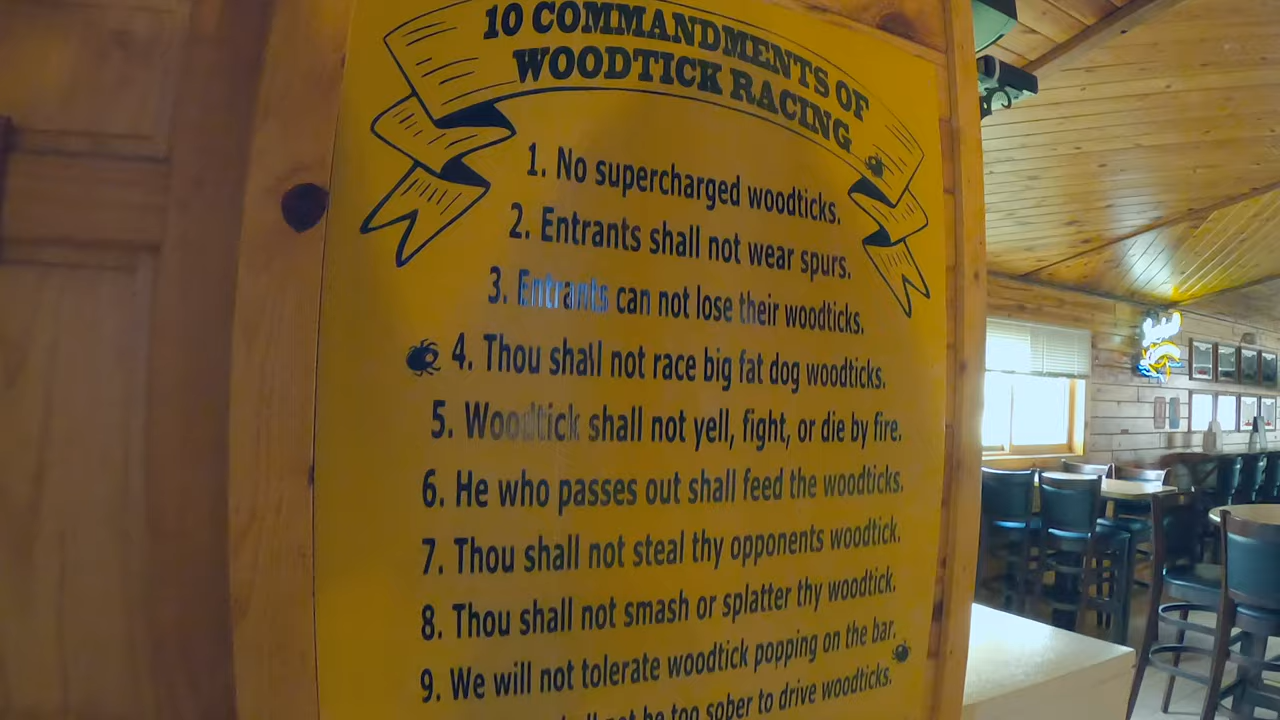 10 COMMANDMENTS OF
WOODTICK RACING
1. No supercharged woodticks.
2. Entrants shall not wear spurs.
3. Entrants can not lose their woodticks.
4. Thou shall not race big fat dog woodticks.
5. Woodtick shall not yell, fight, or die by fire.
6. He who passes out shall feed the woodticks.
7. Thou shall not steal thy opponents woodtick.
8. Thou shall not smash or splatter thy woodtick.
9. We will not tolerate woodtick popping on the bar.
shall not be too sober to drive woodticks.